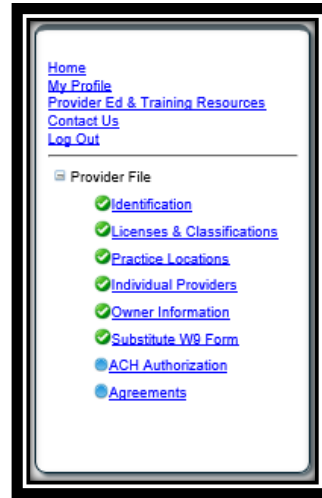 Home
My Profile
Provider Ed & Training Resources
Contact Us
Log Out
Provider File
Identification
Licenses & Classifications
Practice Locations
Individual Providers
Owner Information
Substitute W9 Form
ACH Authorization
Agreements